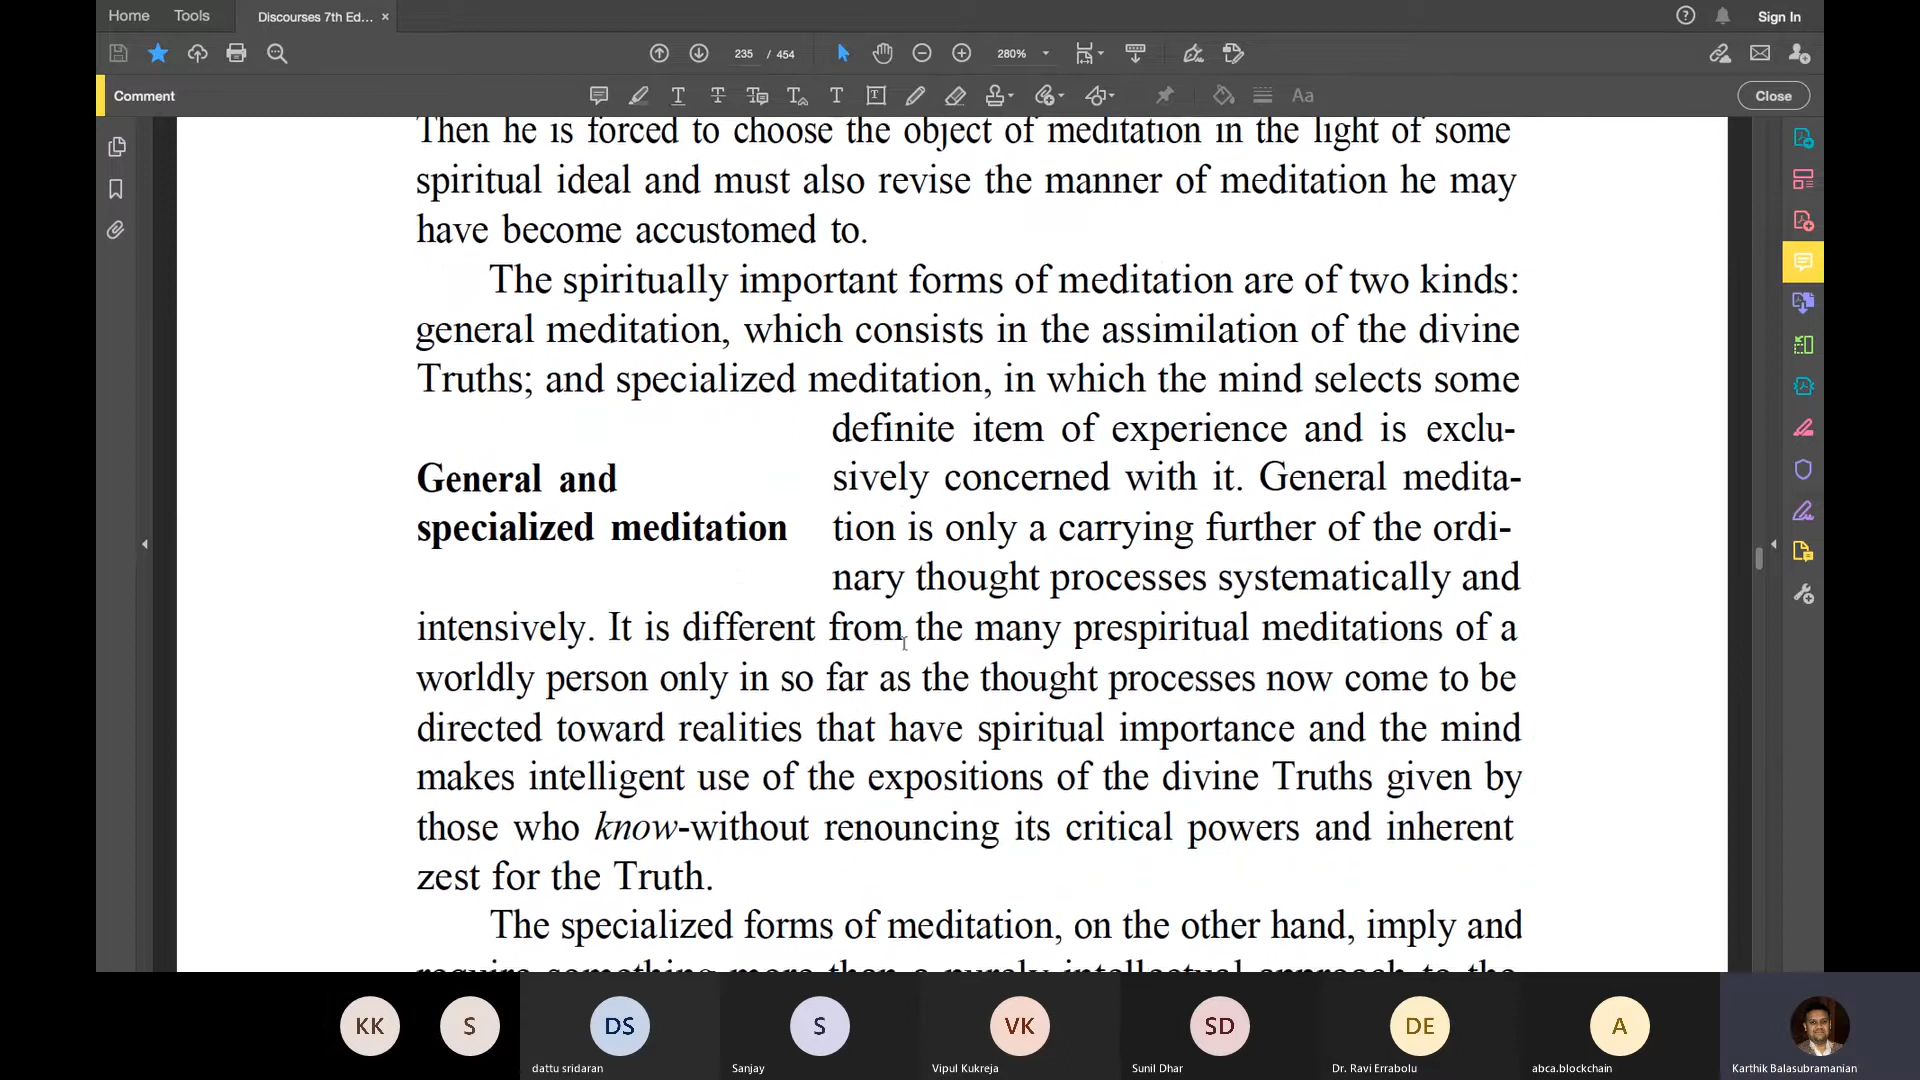 Home Tools Discourses 7th Ed... × Sign In
235 / 454 280%
Comment Close
Then he is forced to choose the object of meditation in the light of some
spiritual ideal and must also revise the manner of meditation he may
have become accustomed to.
The spiritually important forms of meditation are of two kinds:
general meditation, which consists in the assimilation of the divine
Truths; and specialized meditation, in which the mind selects some
definite item of experience and is exclu-
General and
sively concerned with it. General medita-
specialized meditation
tion is only a carrying further of the ordi-
nary thought processes systematically and
intensively. It is different from the many prespiritual meditations of a
worldly person only in so far as the thought processes now come to be
directed toward realities that have spiritual importance and the mind
makes intelligent use of the expositions of the divine Truths given by
those who know-without renouncing its critical powers and inherent
zest for the Truth.
The specialized forms of meditation, on the other hand, imply and
require something more than a purely intellectual approach to the
KK S DS S VK SD DE A
dattu sridaran Sanjay Vipul Kukreja Sunil Dhar Dr. Ravi Errabolu abca.blockchain Karthik Balasubramanian